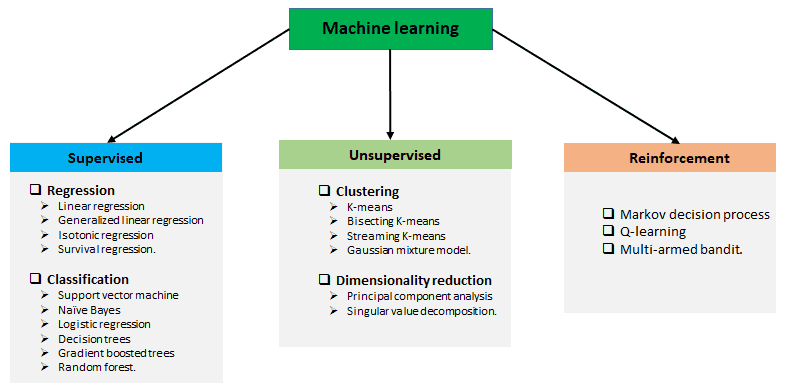 Machine learning
Supervised
Regression
Linear regression
Generalized linear regression
Isotonic regression
Survival regression.
Classification
Support vector machine
Naïve Bayes
Logistic regression
Decision trees
Gradient boosted trees
Random forest.
Unsupervised
Clustering
K-means
Bisecting K-means
Streaming K-means
Gaussian mixture model.
Dimensionality reduction
Principal component analysis
Singular value decomposition.
Reinforcement
Markov decision process
Q-learning
Multi-armed bandit.